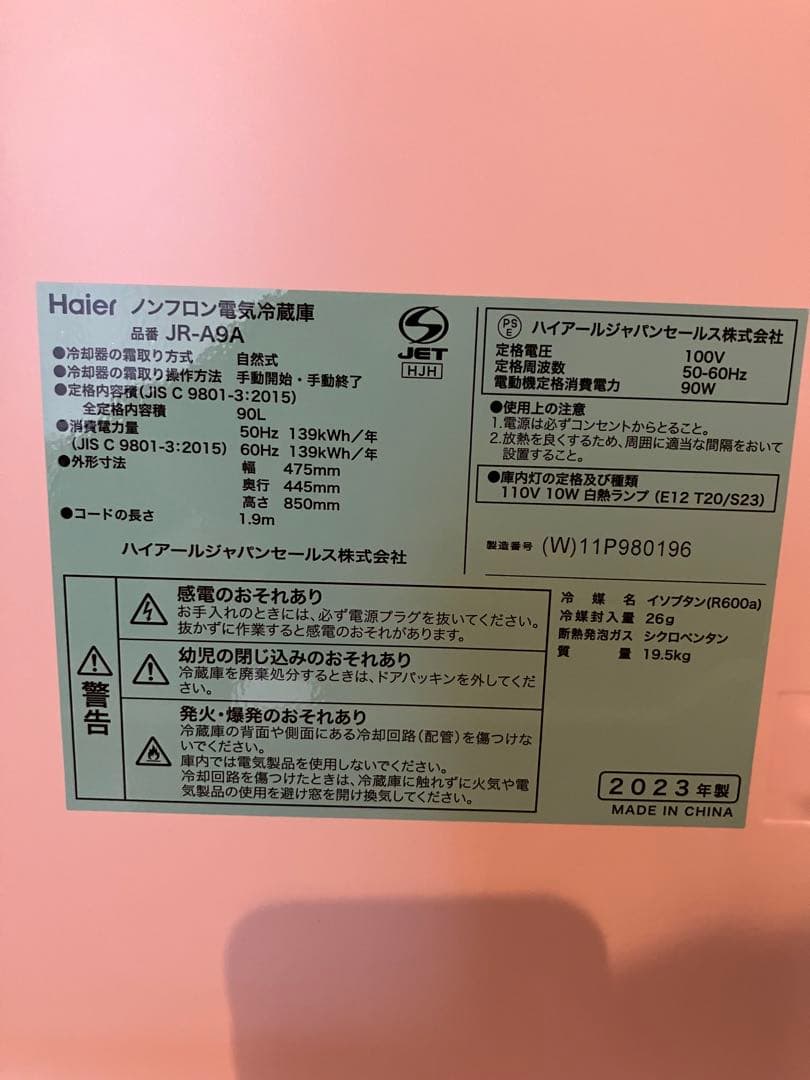 Haier ノンフロン電気冷蔵庫
品番 JR-A9A
●冷却器の霜取り方式 自然式
●冷却器の霜取り操作方法 手動開始・手動終了
●定格内容積(JIS C 9801-3:2015)
全定格内容積 90L
●消費電力量 50Hz 139kWh/年
(JIS C 9801-3:2015) 60Hz 139kWh/年
●外形寸法 幅 475mm
奥行 445mm
高さ 850mm
●コードの長さ 1.9m
ハイアールジャパンセールス株式会社
S
JET
HJH
PS
E
ハイアールジャパンセールス株式会社
定格電圧 100V
定格周波数 50-60Hz
電動機定格消費電力 90W
●使用上の注意
1.電源は必ずコンセントからとること。
2.放熱を良くするため、周囲に適当な間隔をおいて
設置すること。
●庫内灯の定格及び種類
110V 10W 白熱ランプ (E12 T20/S23)
製造番号 (W)11P980196
警告
感電のおそれあり
お手入れのときには、必ず電源プラグを抜いてください。
抜かずに作業すると感電のおそれがあります。
幼児の閉じ込みのおそれあり
冷蔵庫を廃棄処分するときは、ドアパッキンを外してくだ
さい。
発火・爆発のおそれあり
冷蔵庫の背面や側面にある冷却回路(配管)を傷つけな
いでください。
庫内では電気製品を使用しないでください。
冷却回路を傷つけたときは、冷蔵庫に触れずに火気や電
気製品の使用を避け窓を開け換気してください。
冷媒名 イソブタン(R600a)
冷媒封入量 26g
断熱発泡ガス シクロペンタン
質量 19.5kg
2023年製
MADE IN CHINA